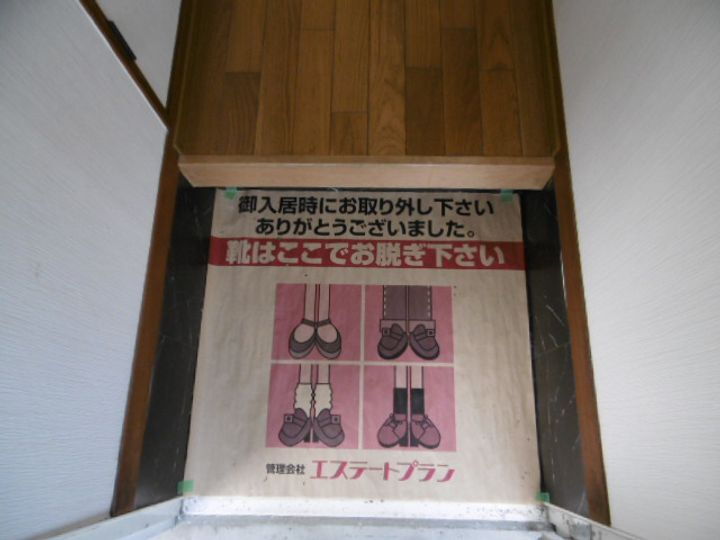 御入居時にお取り外し下さい
ありがとうございました。
靴はここでお脱ぎ下さい
管理会社 エステートプラン